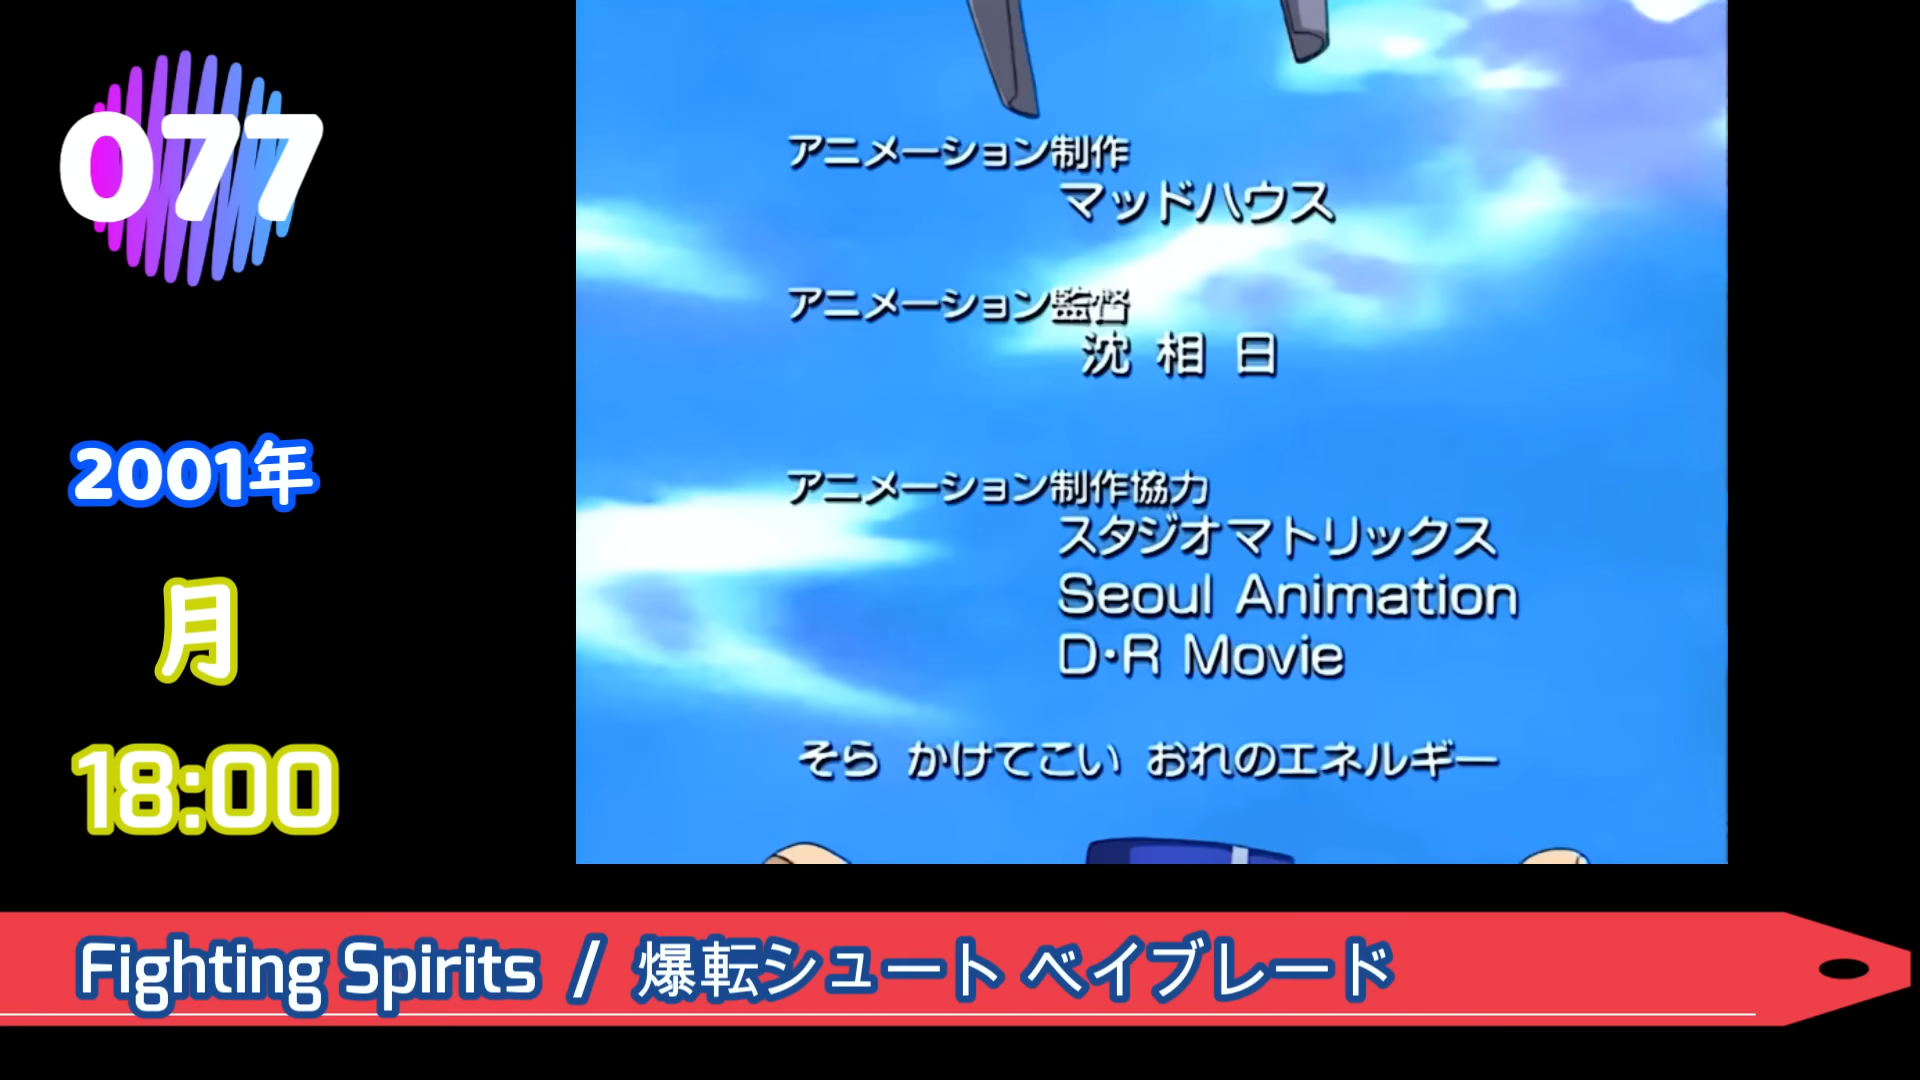 077
2001年
月
18:00
アニメーション制作
マッドハウス
アニメーション監督
沈 相 日
アニメーション制作協力
スタジオマトリックス
Seoul Animation
D・R Movie
そら かけてこい おれのエネルギー
Fighting Spirits / 爆転シュート ベイブレード